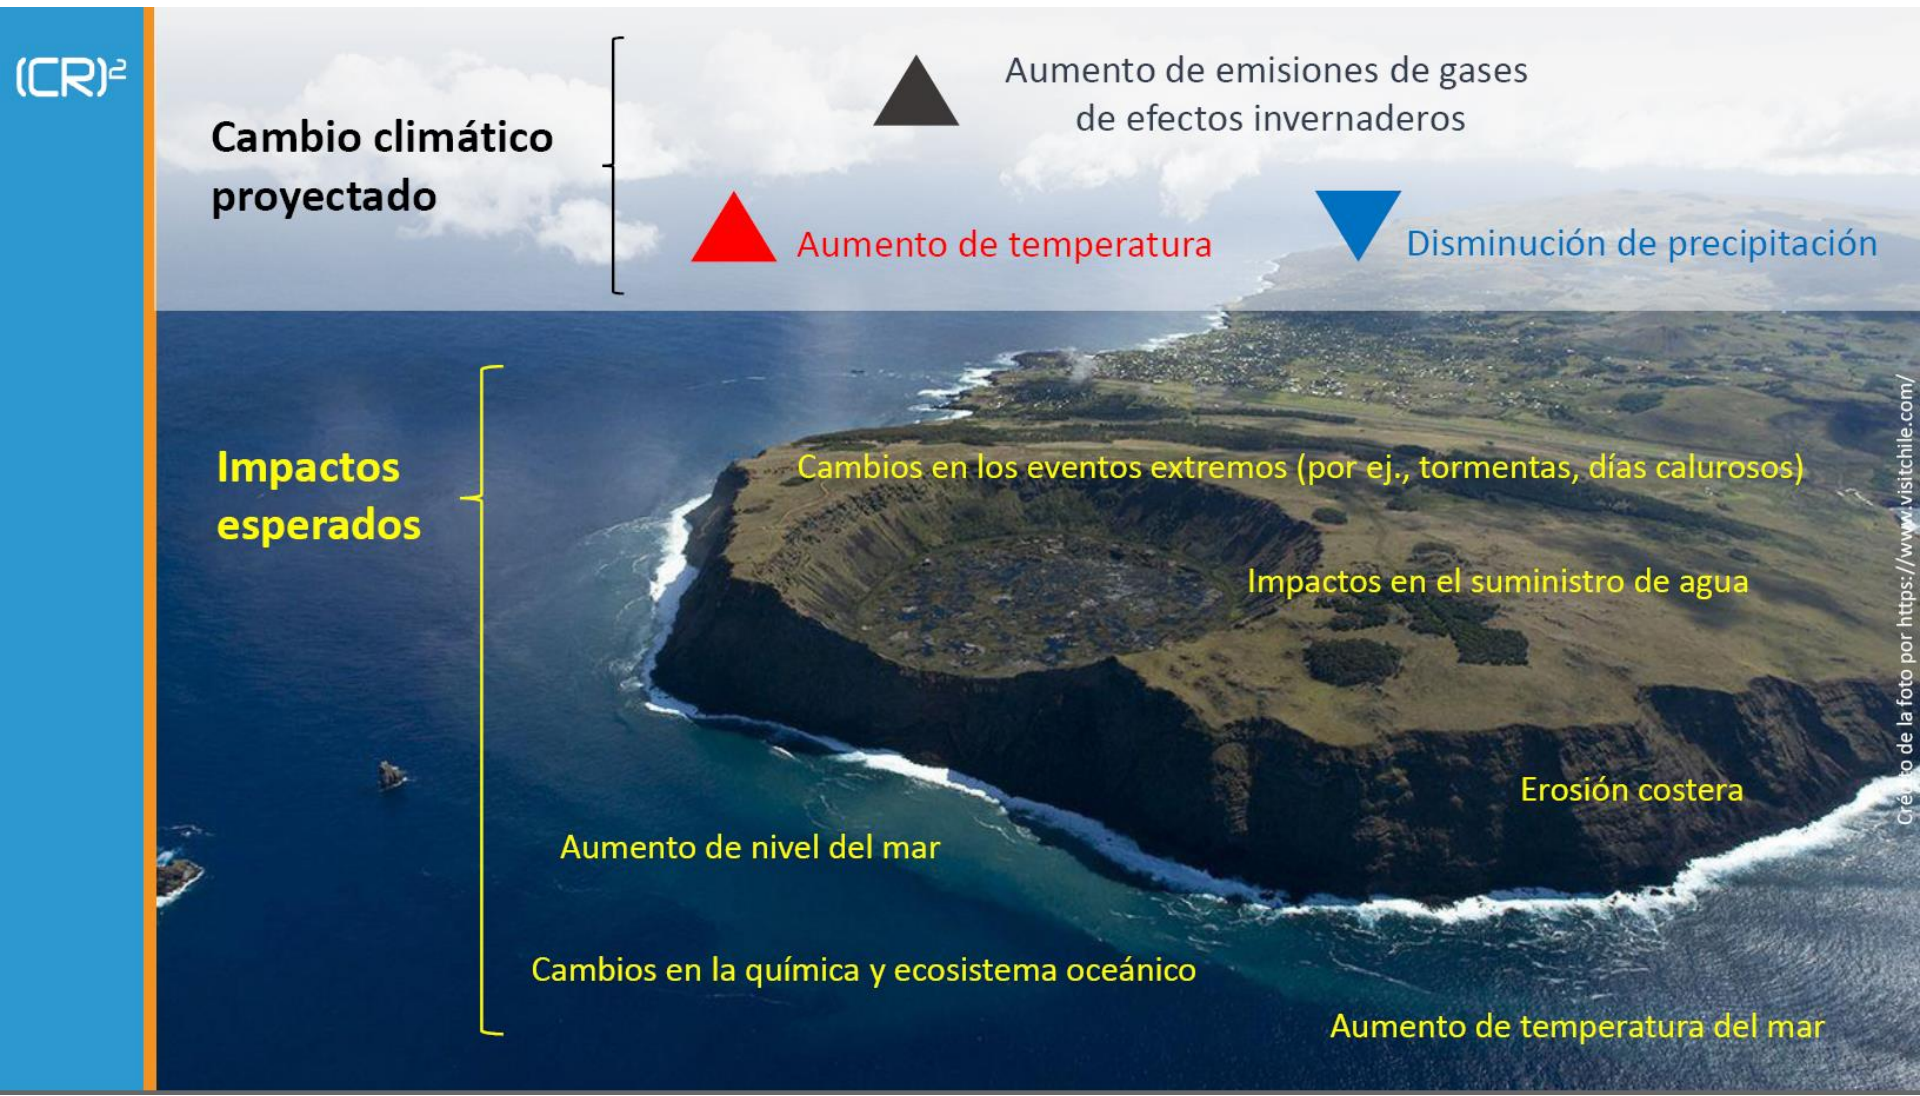 (CR)²
Cambio climático
proyectado
Aumento de emisiones de gases
de efectos invernaderos
Aumento de temperatura
Disminución de precipitación
Impactos
esperados
Cambios en los eventos extremos (por ej., tormentas, días calurosos)
Impactos en el suministro de agua
Erosión costera
Aumento de nivel del mar
Cambios en la química y ecosistema oceánico
Aumento de temperatura del mar
Crédito de la foto por https://www.visitchile.com/